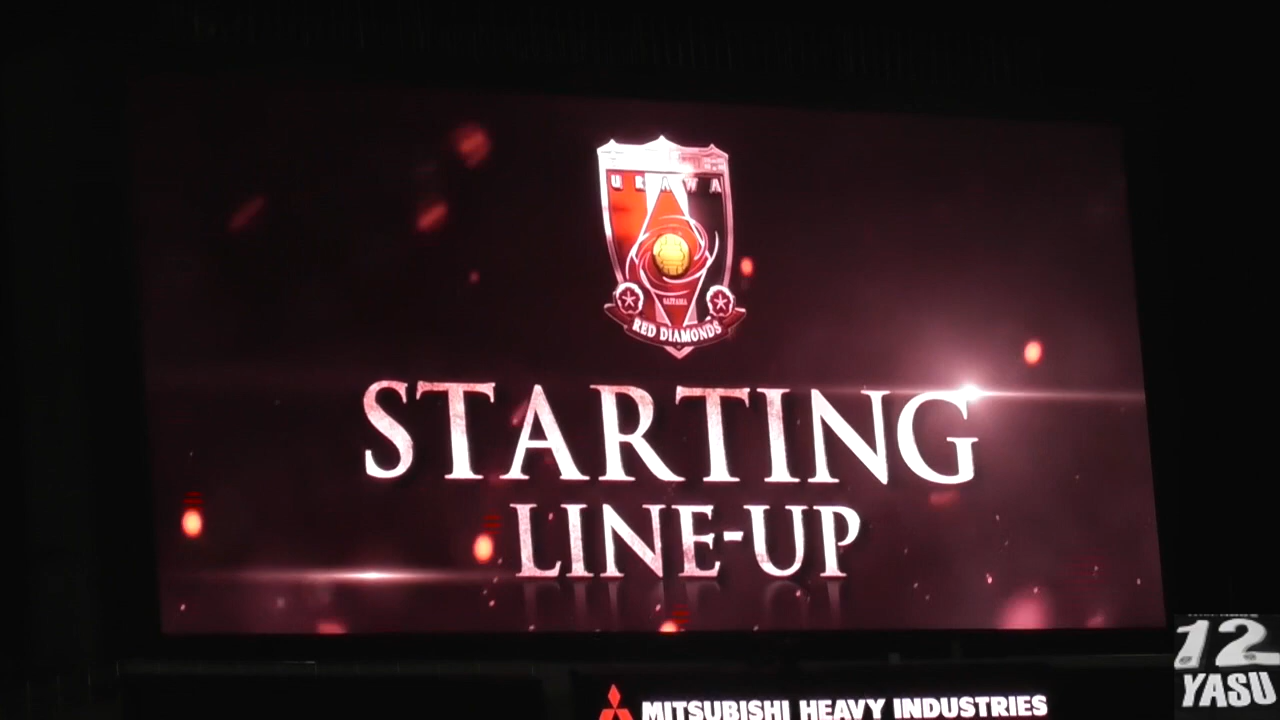 URAWA
SAITAMA
RED DIAMONDS
STARTING
LINE-UP
MITSUBISHI HEAVY INDUSTRIES
12
YASU